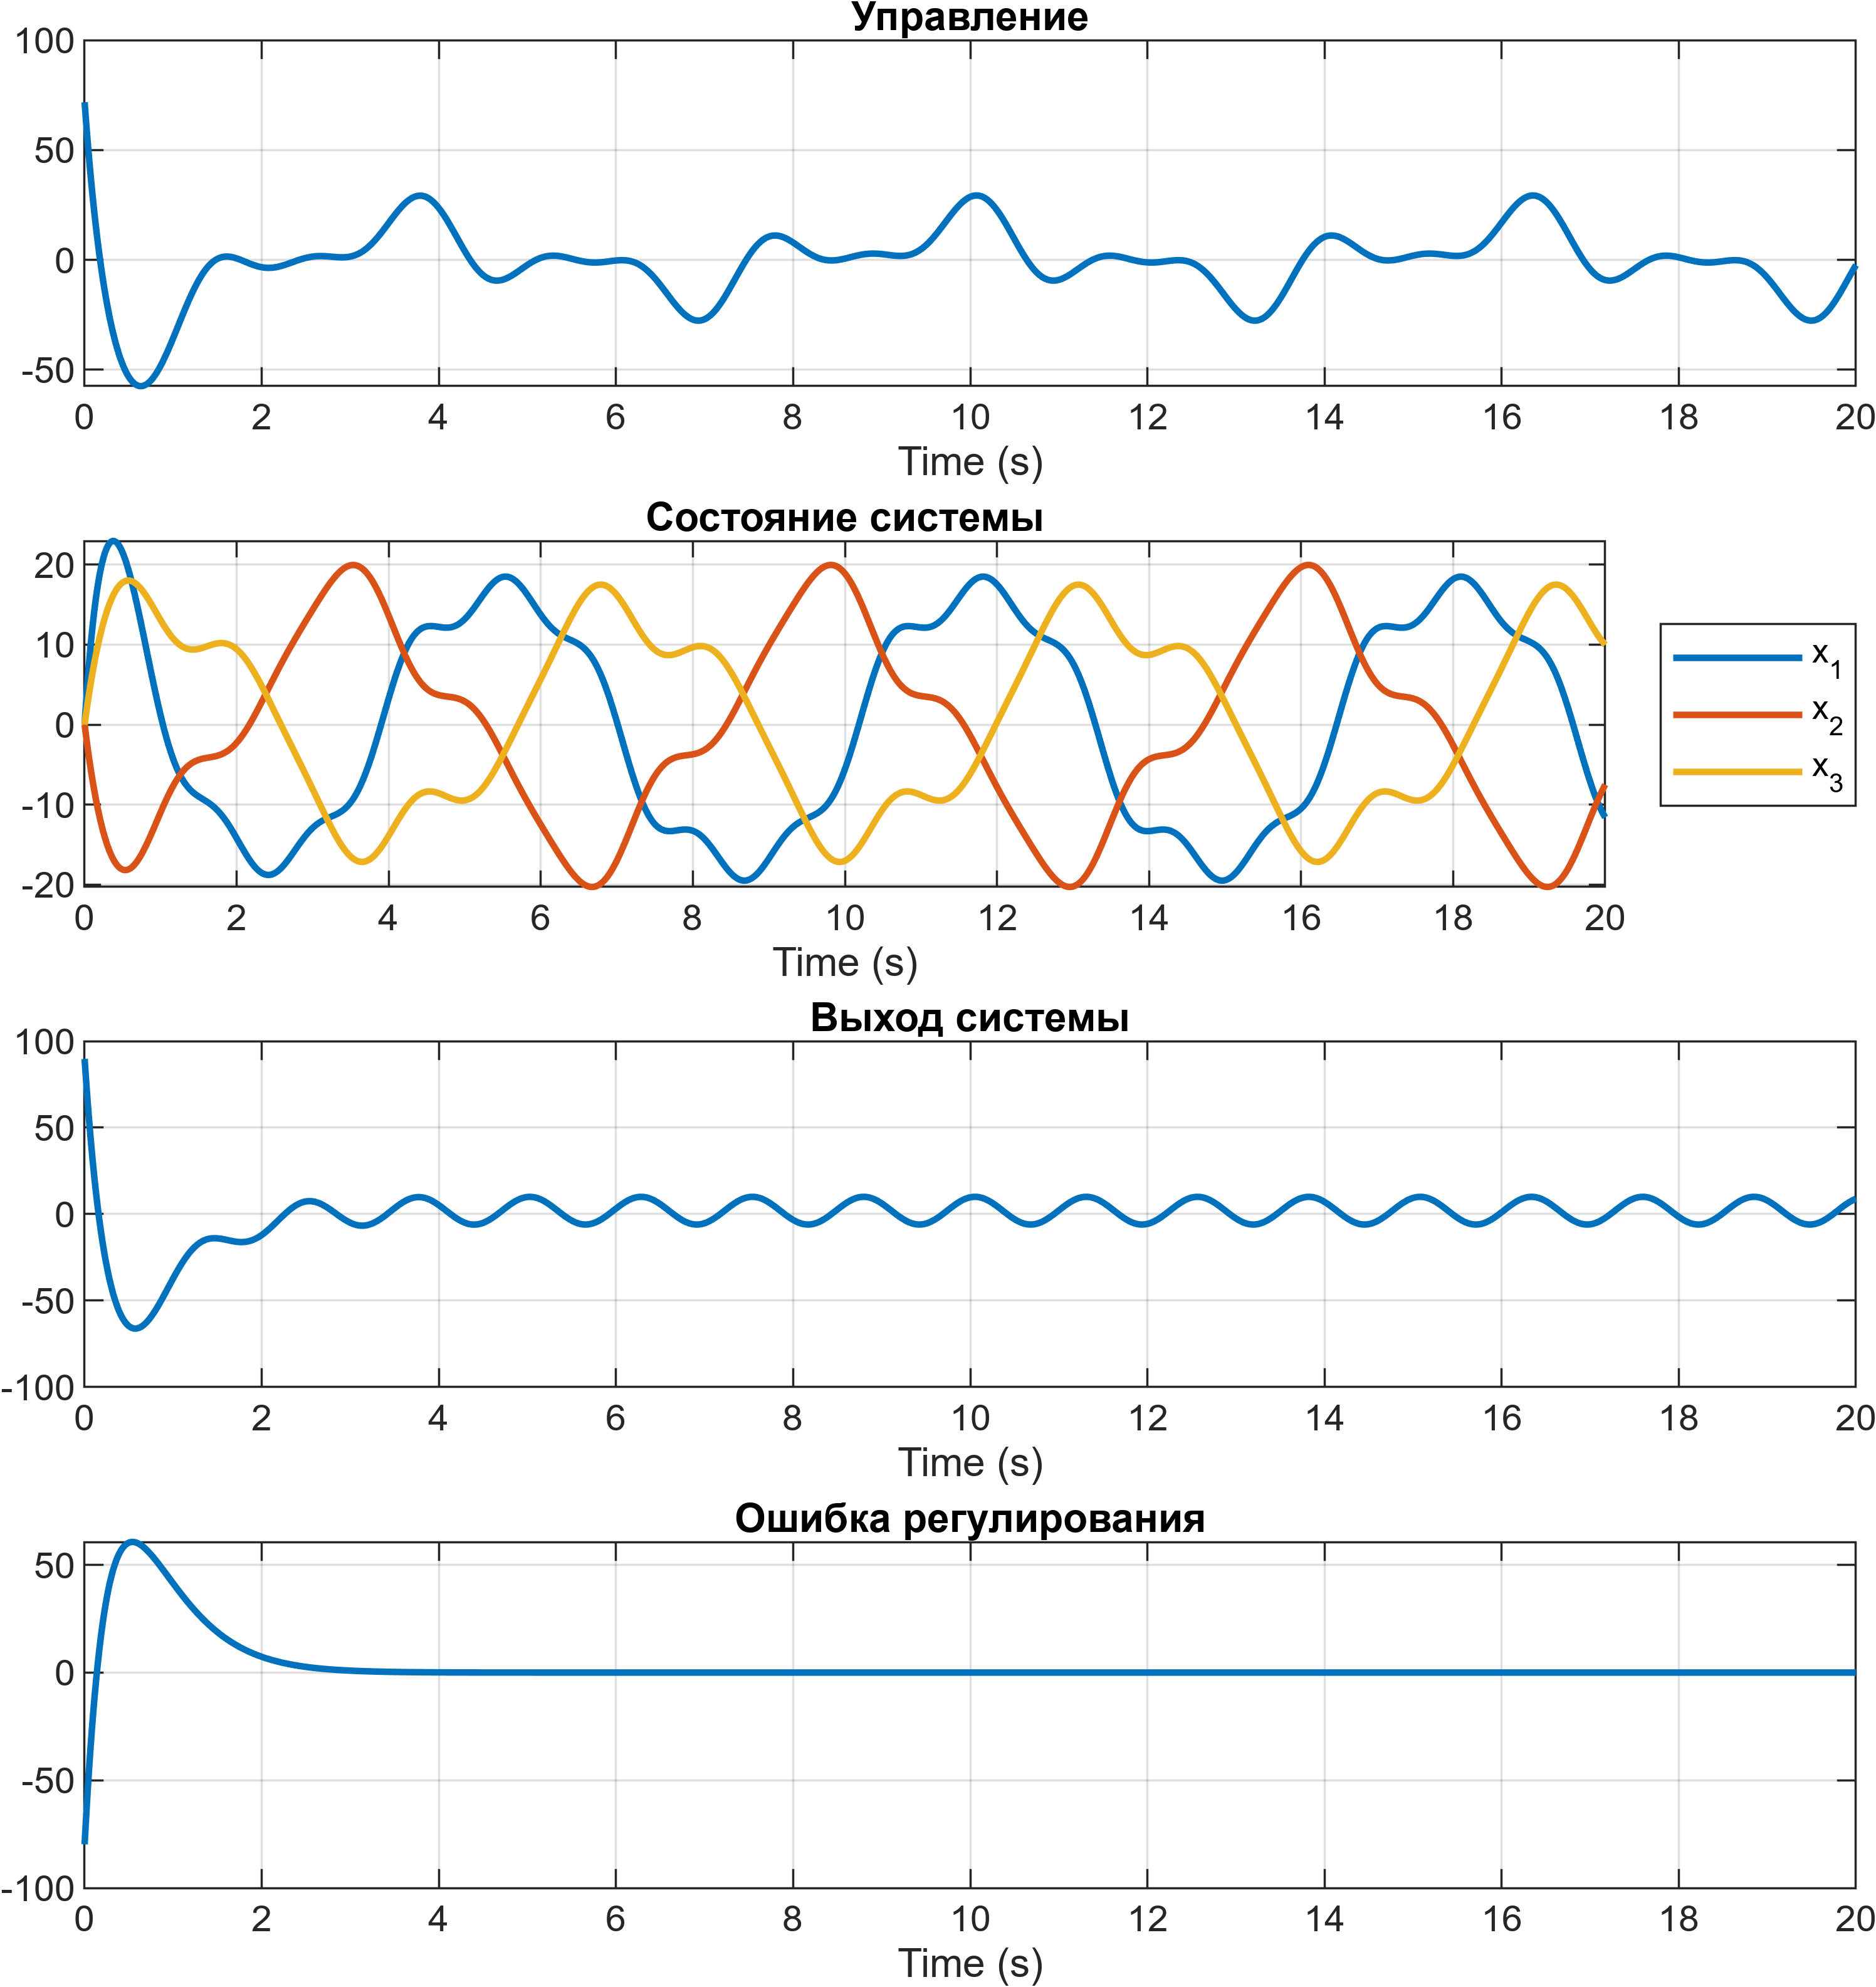 Управление
100
50
0
-50
0 2 4 6 8 10 12 14 16 18 20
Time (s)
Состояние системы
20
10
0
-10
-20
x1
x2
x3
0 2 4 6 8 10 12 14 16 18 20
Time (s)
Выход системы
100
50
0
-50
-100
0 2 4 6 8 10 12 14 16 18 20
Time (s)
Ошибка регулирования
50
0
-50
-100
0 2 4 6 8 10 12 14 16 18 20
Time (s)